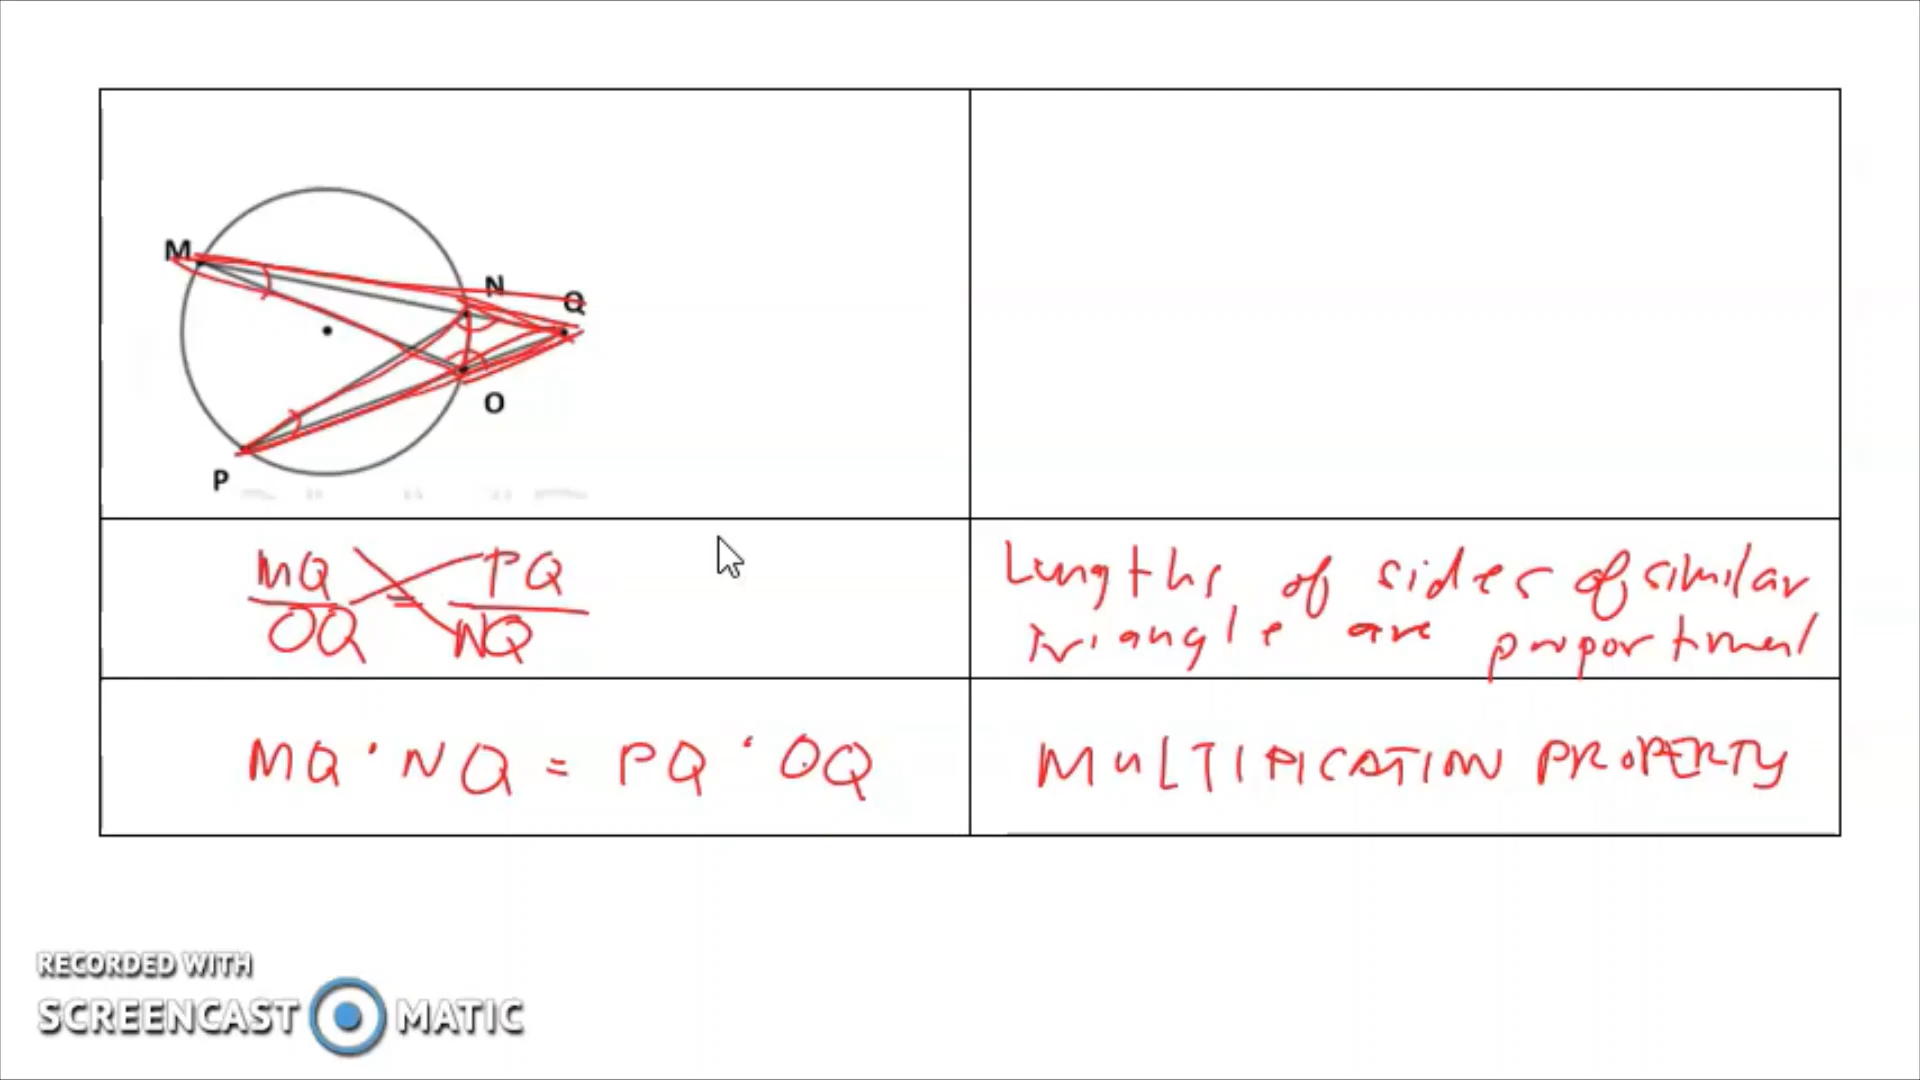 M
N
Q
O
P
MQ/OQ = PQ/NQ
Lengths of sides of similar
triangle are proportional
MQ · NQ = PQ · OQ
MULTIPICATION PROPERTY
RECORDED WITH
SCREENCAST MATIC